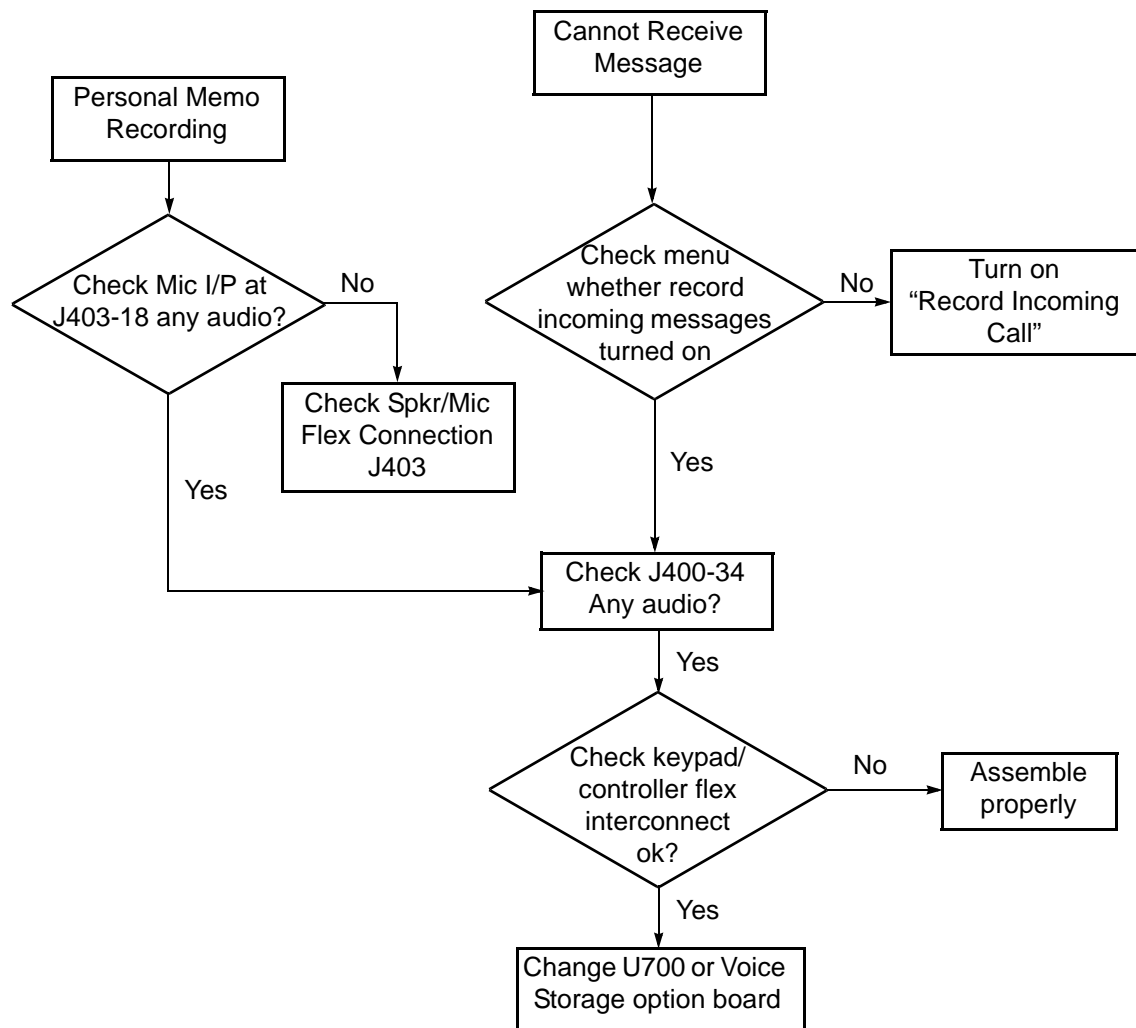 Cannot Receive
Message
Personal Memo
Recording
Check Mic I/P at
J403-18 any audio?
No
Check menu
whether record
incoming messages
turned on
No
Turn on
“Record Incoming
Call”
Check Spkr/Mic
Flex Connection
J403
Yes
Yes
Check J400-34
Any audio?
Yes
Check keypad/
controller flex
interconnect
ok?
No
Assemble
properly
Yes
Change U700 or Voice
Storage option board